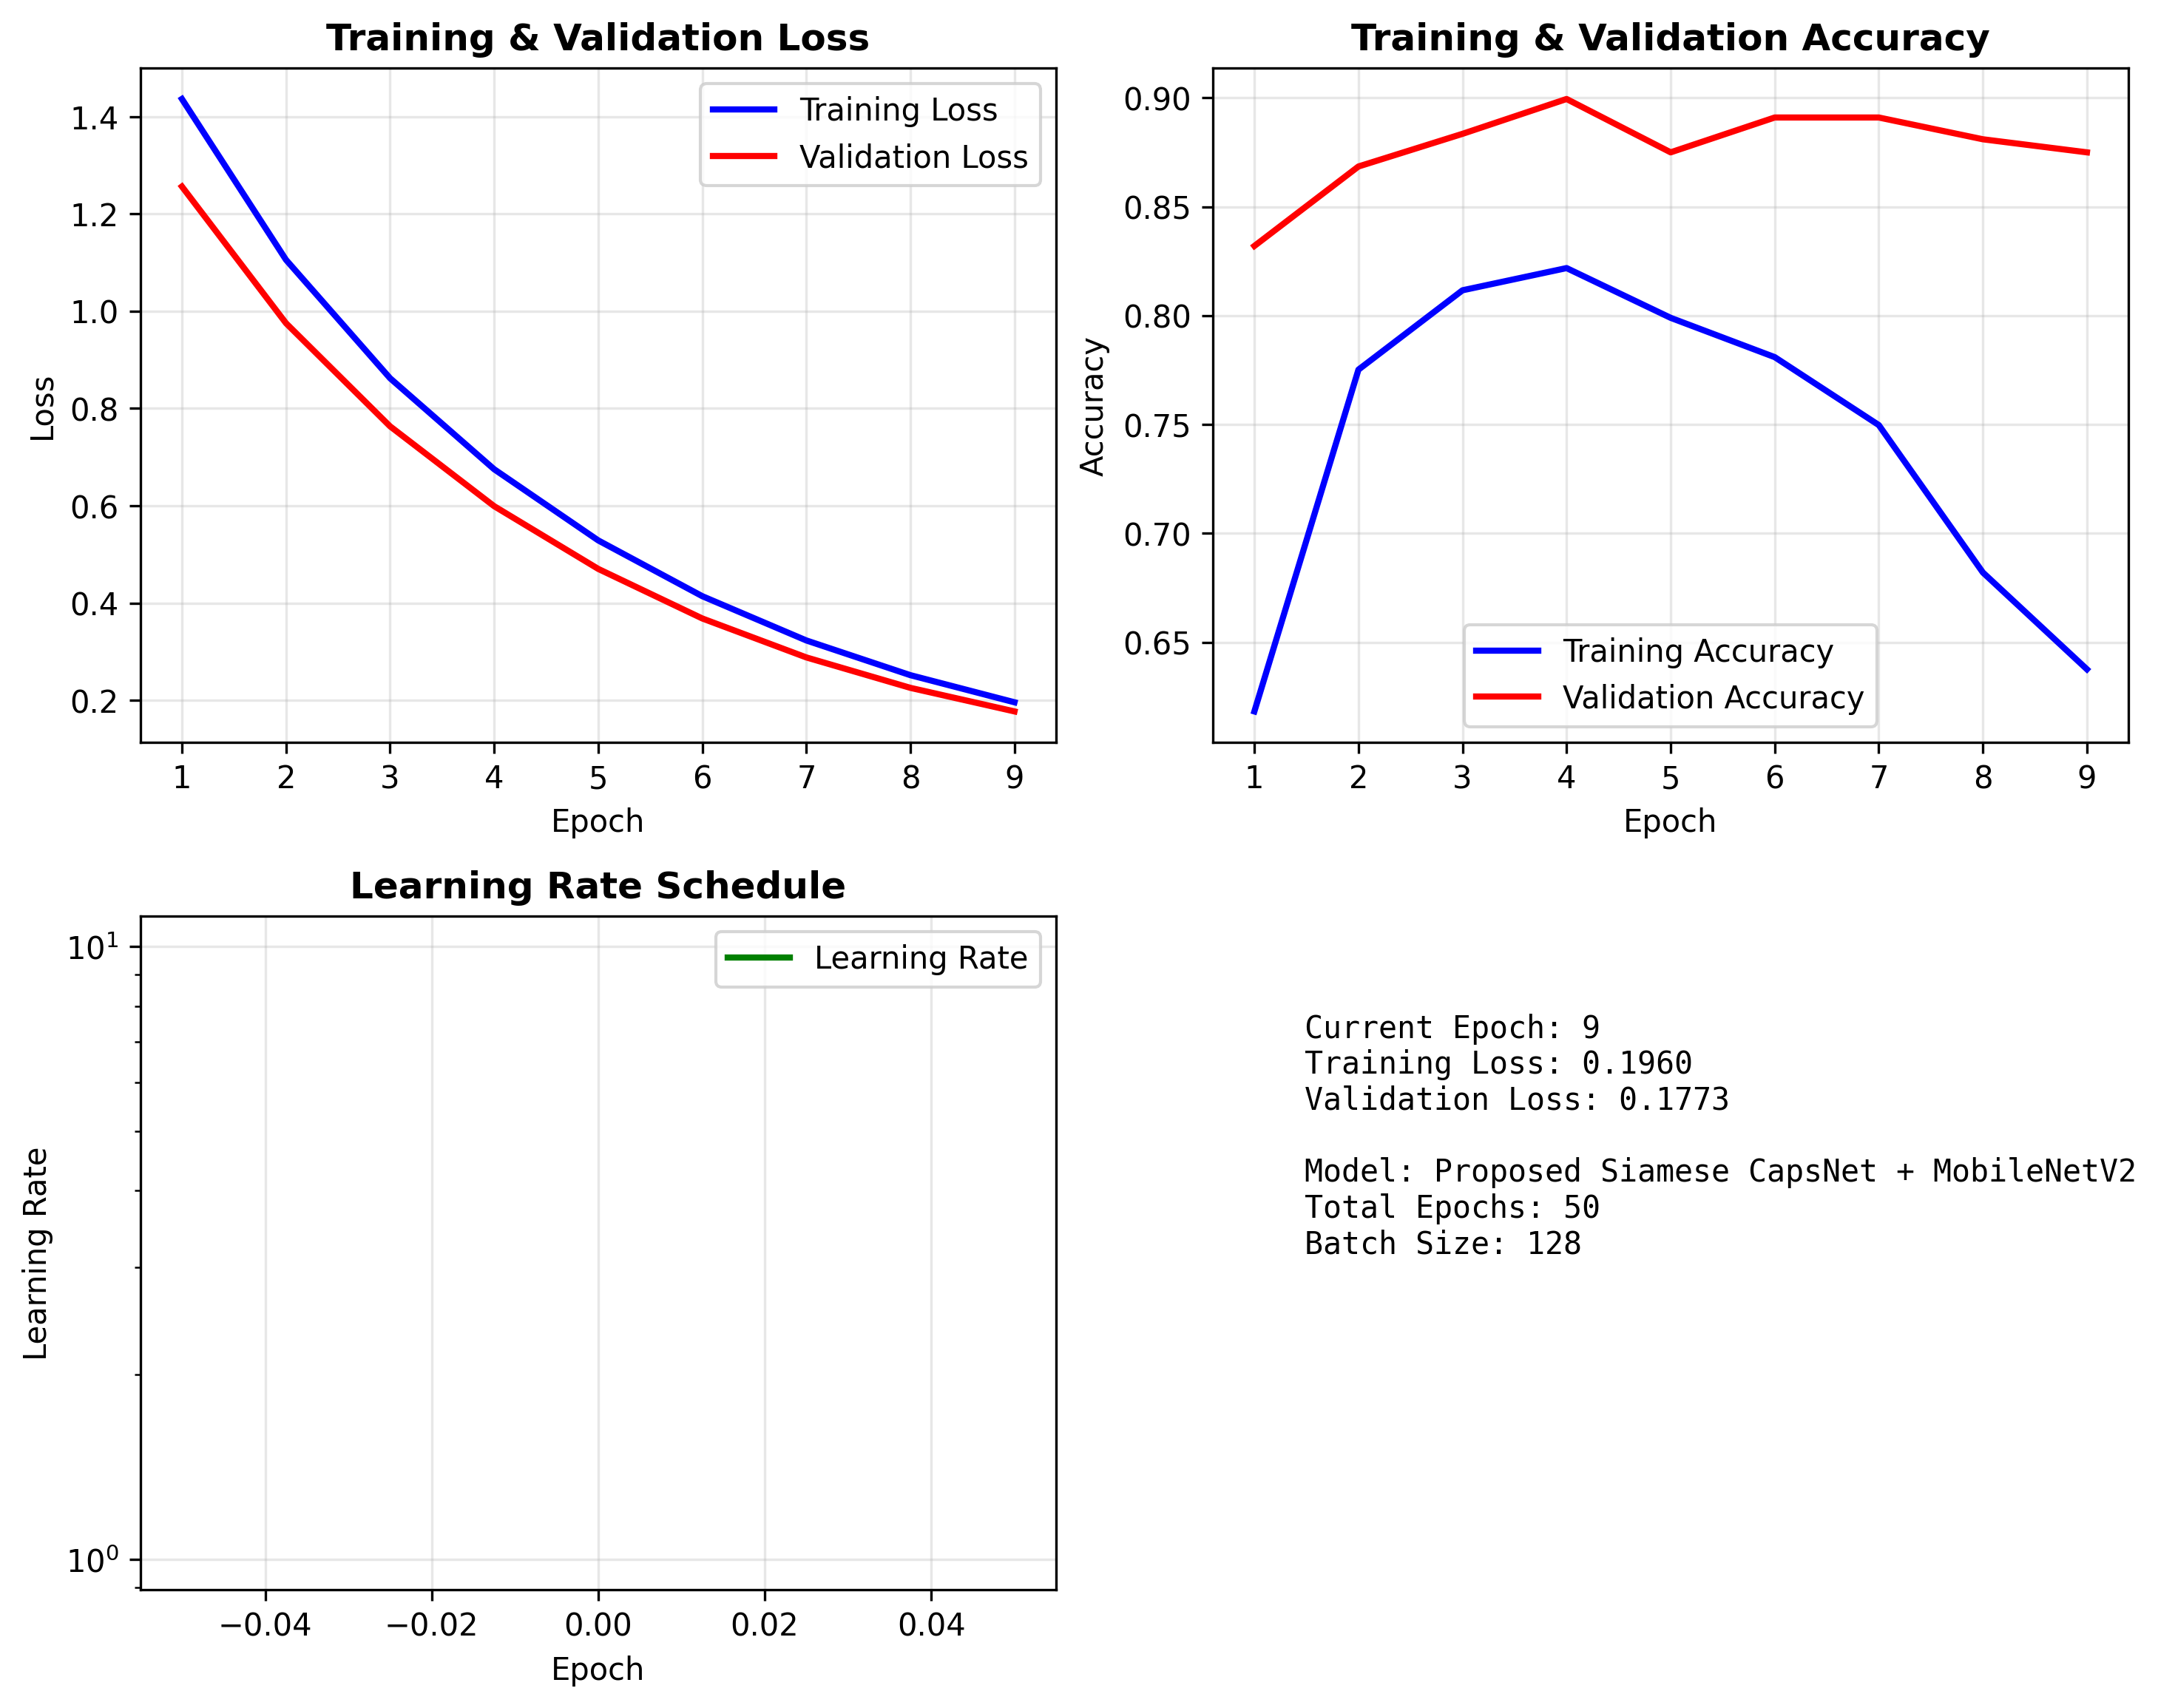 Training & Validation Loss
Training Loss
Validation Loss
1.4
1.2
1.0
0.8
0.6
0.4
0.2
Loss
1 2 3 4 5 6 7 8 9
Epoch
Training & Validation Accuracy
0.90
0.85
0.80
0.75
0.70
0.65
Accuracy
Training Accuracy
Validation Accuracy
1 2 3 4 5 6 7 8 9
Epoch
Learning Rate Schedule
Learning Rate
10¹
10⁰
Learning Rate
−0.04 −0.02 0.00 0.02 0.04
Epoch
Current Epoch: 9
Training Loss: 0.1960
Validation Loss: 0.1773
Model: Proposed Siamese CapsNet + MobileNetV2
Total Epochs: 50
Batch Size: 128